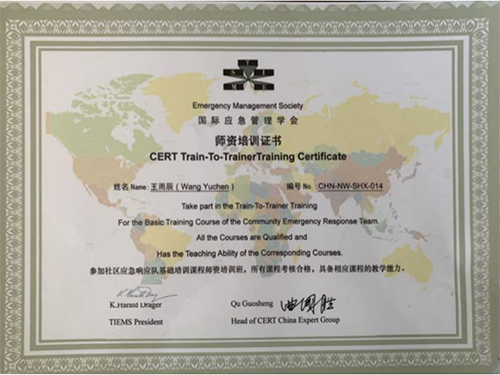 Emergency Management Society
国际应急管理学会
师资培训证书
CERT Train-To-TrainerTraining Certificate
姓名 Name: 王雨辰（Wang Yuchen） 编号 No.: CHN-NW-SHX-014
Take part in the Train-To-Trainer Training
For the Basic Training Course of the Community Emergency Response Team.
All the Courses are Qualified and
Has the Teaching Ability of the Corresponding Courses.
参加社区应急响应队基础培训课程师资培训班，所有课程考核合格，具备相应课程的教学能力。
K.Harald Drager Qu Guosheng 曲国胜
TIEMS President Head of CERT China Expert Group